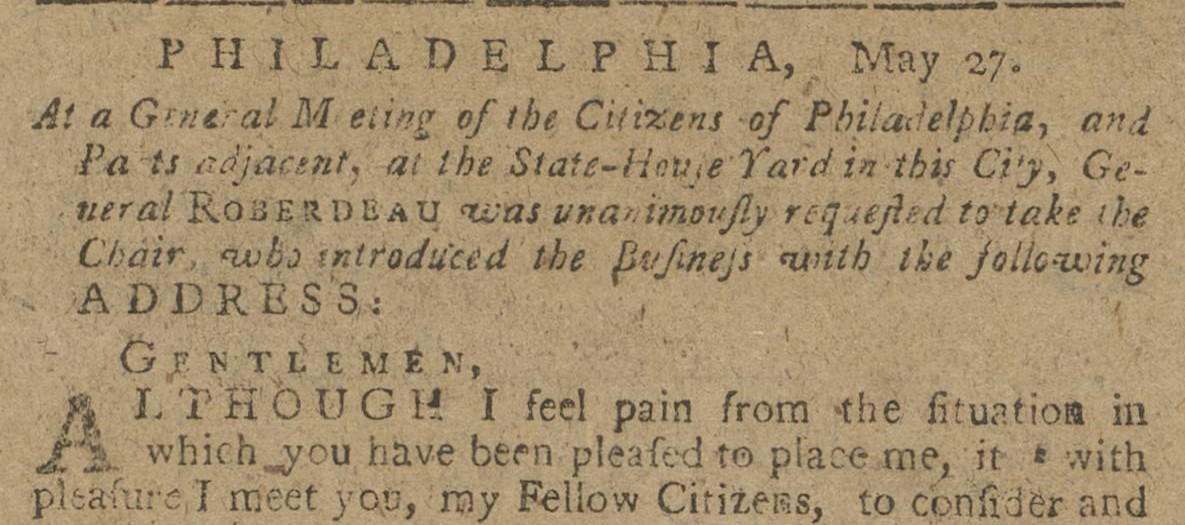 PHILADELPHIA, May 27.
At a General Meeting of the Citizens of Philadelphia, and
Parts adjacent, at the State-Houſe Yard in this City, Ge-
neral ROBERDEAU was unanimouſly requeſted to take the
Chair, who introduced the Buſineſs with the following
ADDRESS:
GENTLEMEN,
ALTHOUGH I feel pain from the ſituation in
which you have been pleaſed to place me, it with
pleaſure I meet you, my Fellow Citizens, to conſider and